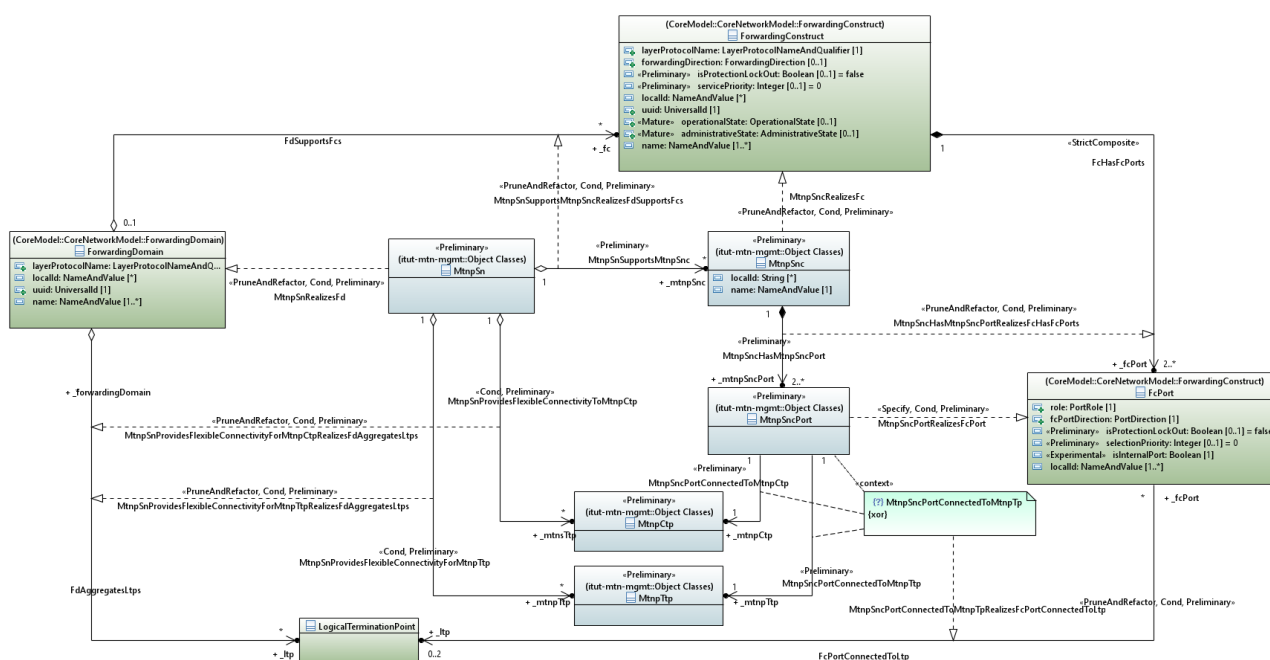 (CoreModel::CoreNetworkModel::ForwardingConstruct)
ForwardingConstruct
layerProtocolName: LayerProtocolNameAndQualifier [1]
forwardingDirection: ForwardingDirection [0..1]
«Preliminary» isProtectionLockOut: Boolean [0..1] = false
«Preliminary» servicePriority: Integer [0..1] = 0
localId: NameAndValue [*]
uuid: UniversalId [1]
«Mature» operationalState: OperationalState [0..1]
«Mature» administrativeState: AdministrativeState [0..1]
name: NameAndValue [1..*]
FdSupportsFcs
*
+ _fc
1
«StrictComposite»
FcHasFcPorts
«PruneAndRefactor, Cond, Preliminary»
MtnpSnSupportsMtnpSncRealizesFdSupportsFcs
MtnpSncRealizesFc
«PruneAndRefactor, Cond, Preliminary»
0..1
(CoreModel::CoreNetworkModel::ForwardingDomain)
ForwardingDomain
layerProtocolName: LayerProtocolNameAndQ...
localId: NameAndValue [*]
uuid: UniversalId [1]
name: NameAndValue [1..*]
«PruneAndRefactor, Cond, Preliminary»
MtnpSnRealizesFd
«Preliminary»
(itut-mtn-mgmt::Object Classes)
MtnpSn
1
«Preliminary»
MtnpSnSupportsMtnpSnc
*
+ _mtnpSnc
«Preliminary»
(itut-mtn-mgmt::Object Classes)
MtnpSnc
localId: String [*]
name: NameAndValue [1]
1
1
1
«PruneAndRefactor, Cond, Preliminary»
MtnpSncHasMtnpSncPortRealizesFcHasFcPorts
«Preliminary»
MtnpSncHasMtnpSncPort
+ _mtnpSncPort
2..*
+ _fcPort
2..*
+ _forwardingDomain
«Cond, Preliminary»
MtnpSnProvidesFlexibleConnectivityToMtnpCtp
«Preliminary»
(itut-mtn-mgmt::Object Classes)
MtnpSncPort
«Specify, Cond, Preliminary»
MtnpSncPortRealizesFcPort
(CoreModel::CoreNetworkModel::ForwardingConstruct)
FcPort
role: PortRole [1]
fcPortDirection: PortDirection [1]
«Preliminary» isProtectionLockOut: Boolean [0..1] = false
«Preliminary» selectionPriority: Integer [0..1] = 0
«Experimental» isInternalPort: Boolean [1]
localId: NameAndValue [1..*]
«PruneAndRefactor, Cond, Preliminary»
MtnpSnProvidesFlexibleConnectivityForMtnpCtpRealizesFdAggregatesLtps
1
1
«Preliminary»
MtnpSncPortConnectedToMtnpCtp
«context»
*
+ _fcPort
«PruneAndRefactor, Cond, Preliminary»
MtnpSnProvidesFlexibleConnectivityForMtnpTtpRealizesFdAggregatesLtps
{?} MtnpSncPortConnectedToMtnpTp
{xor}
*
+ _mtnsTtp
«Preliminary»
(itut-mtn-mgmt::Object Classes)
MtnpCtp
1
+ _mtnpCtp
«Cond, Preliminary»
MtnpSnProvidesFlexibleConnectivityForMtnpTtp
«Preliminary»
MtnpSncPortConnectedToMtnpTtp
*
+ _mtnpTtp
«Preliminary»
(itut-mtn-mgmt::Object Classes)
MtnpTtp
1
+ _mtnpTtp
FdAggregatesLtps
«PruneAndRefactor, Cond, Preliminary»
MtnpSncPortConnectedToMtnpTpRealizesFcPortConnectedToLtp
*
+ _ltp
LogicalTerminationPoint
+ _ltp
0..2
FcPortConnectedToLtp